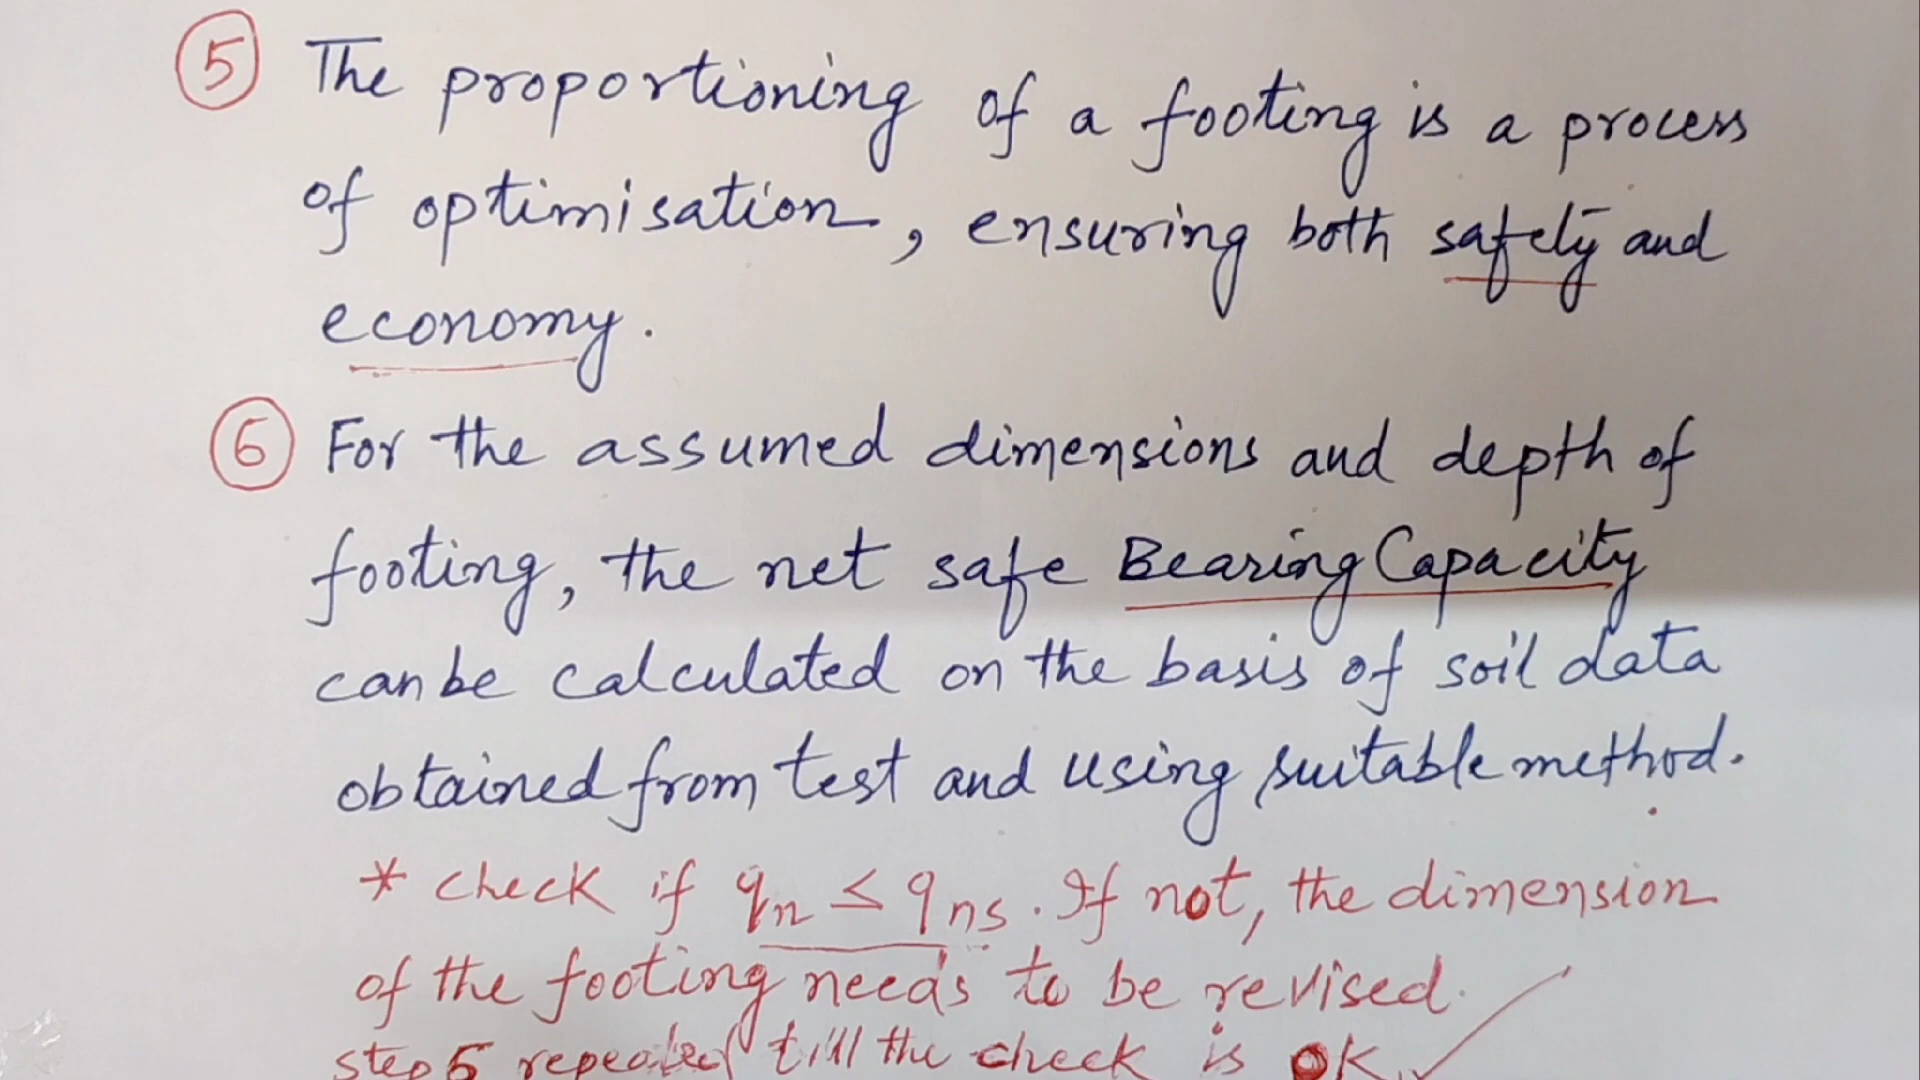 5 The proportioning of a footing is a process
of optimisation, ensuring both safety and
economy.
6 For the assumed dimensions and depth of
footing, the net safe Bearing Capacity
can be calculated on the basis of soil data
obtained from test and using suitable method.
* check if qn ≤ qns. If not, the dimension
of the footing needs to be revised.
step 5 repeated till the check is OK